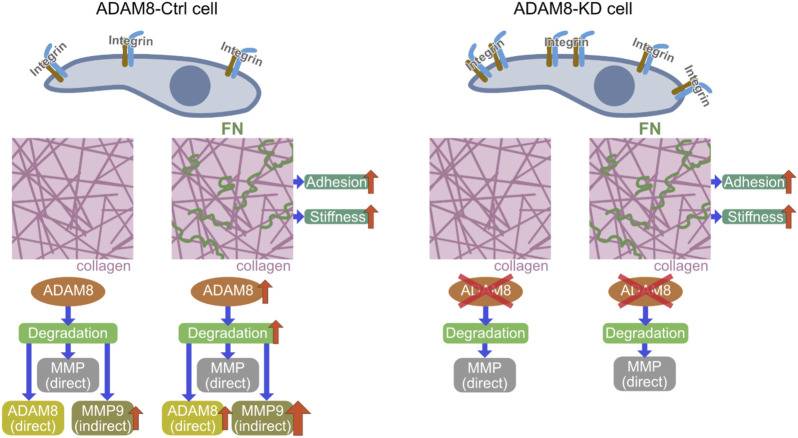 ADAM8-Ctrl cell
ADAM8-KD cell
Integrin
Integrin
Integrin
Integrin
Integrin
Integrin
Integrin
FN
FN
Adhesion
Stiffness
Adhesion
Stiffness
collagen
collagen
collagen
collagen
ADAM8
ADAM8
ADAM8
ADAM8
Degradation
Degradation
Degradation
Degradation
MMP
(direct)
MMP
(direct)
MMP
(direct)
MMP
(direct)
ADAM8
(direct)
MMP9
(indirect)
ADAM8
(direct)
MMP9
(indirect)